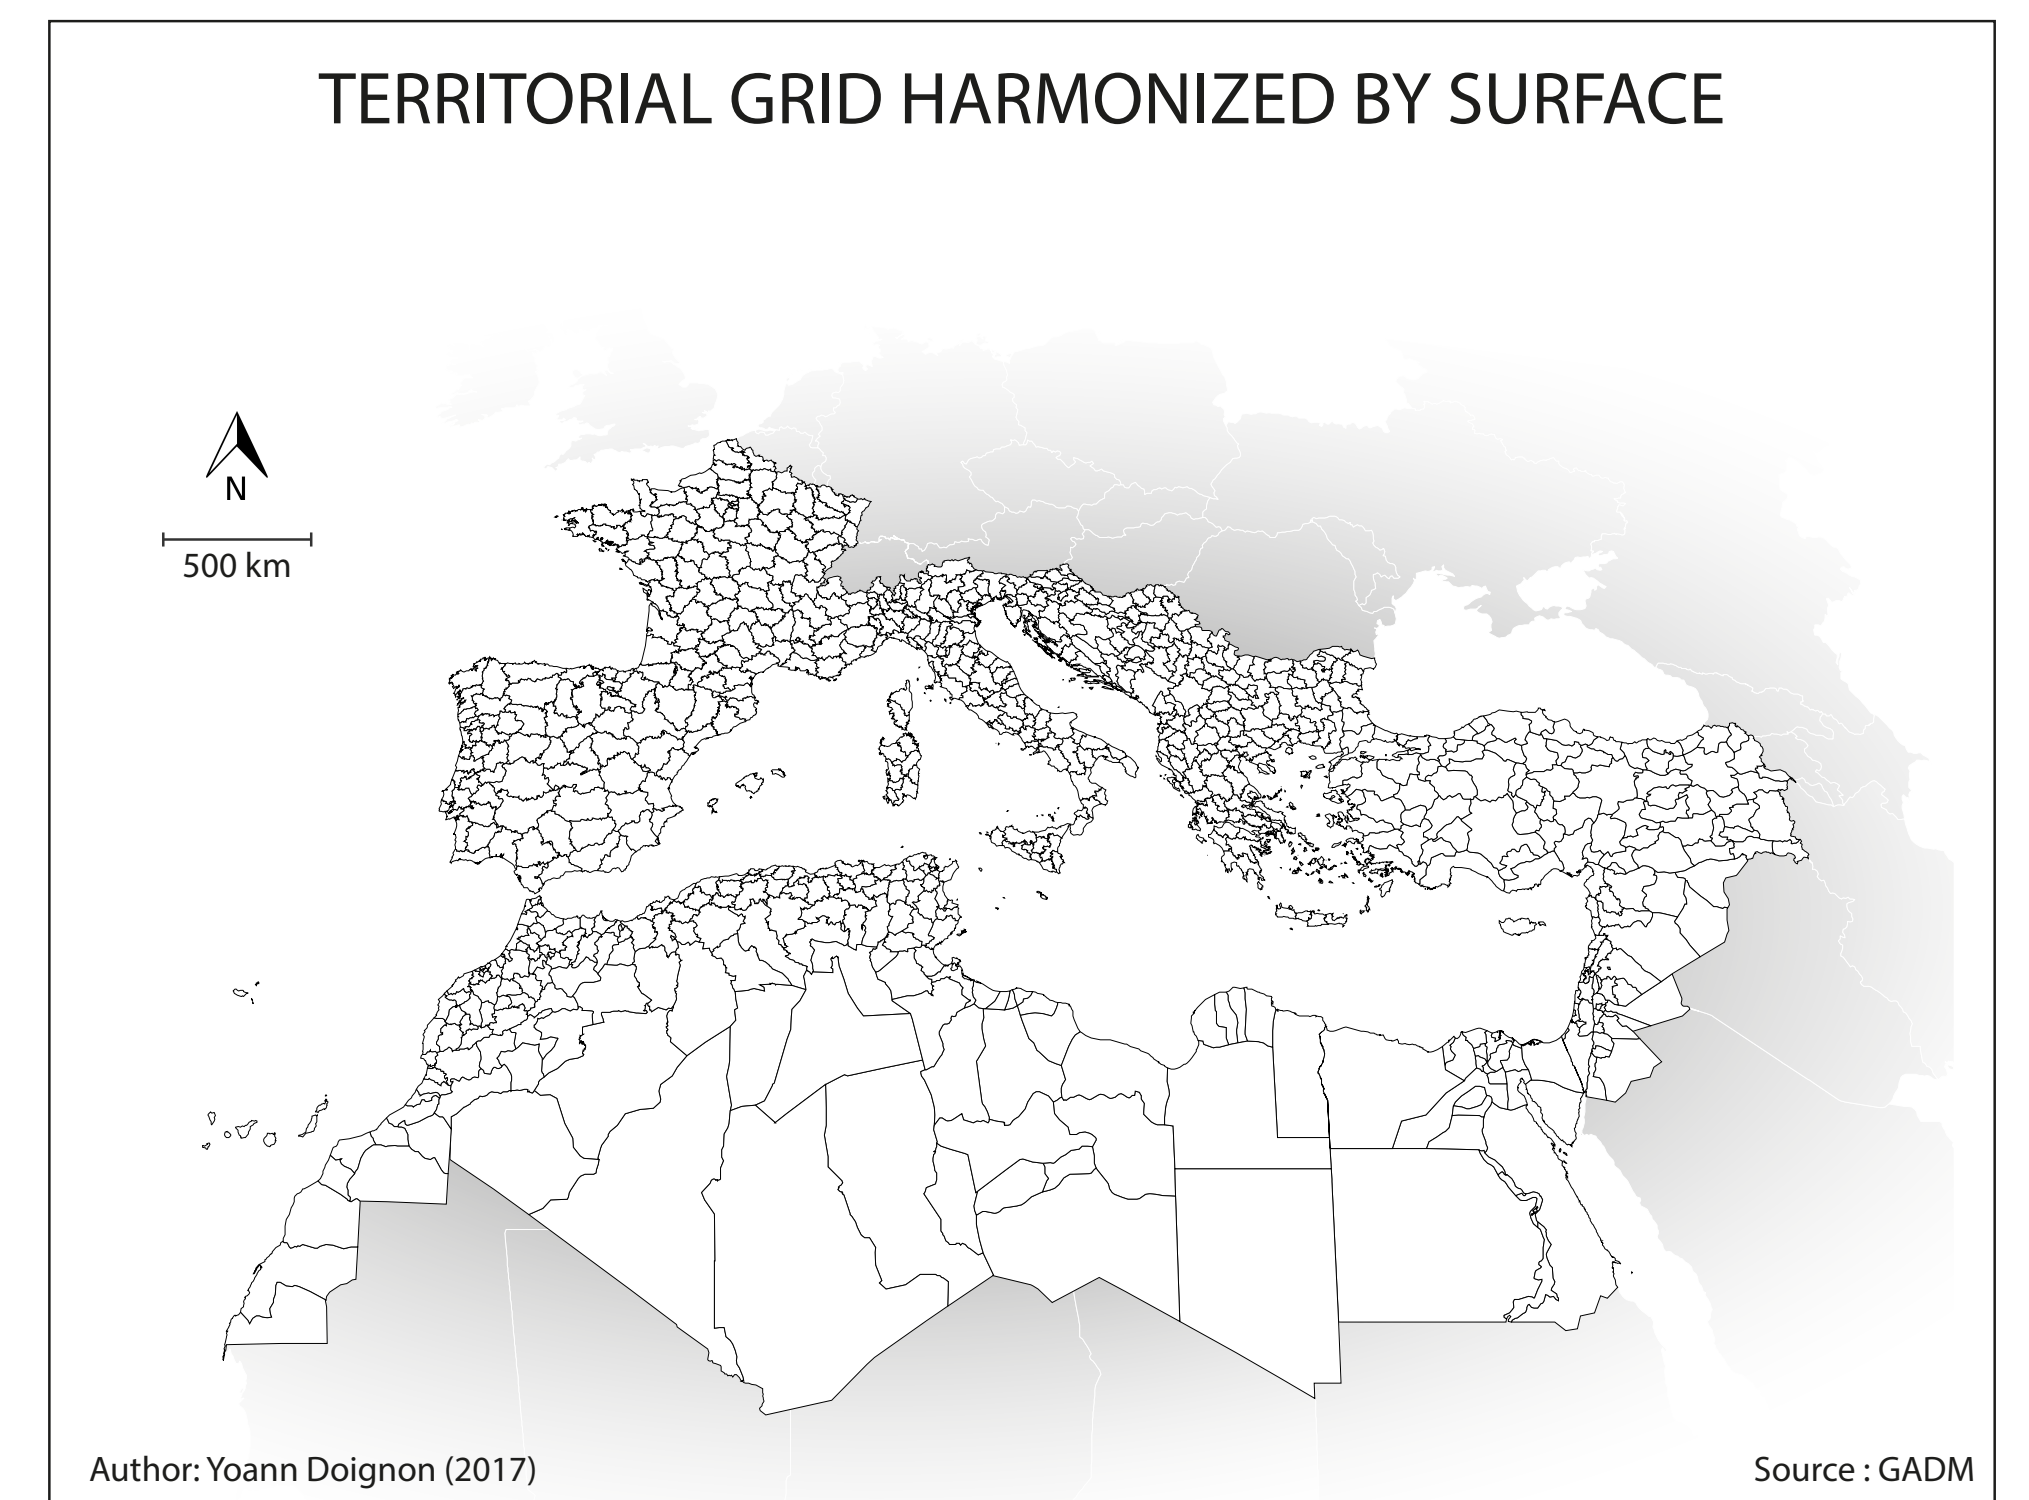 TERRITORIAL GRID HARMONIZED BY SURFACE
N
500 km
Author: Yoann Doignon (2017)
Source : GADM